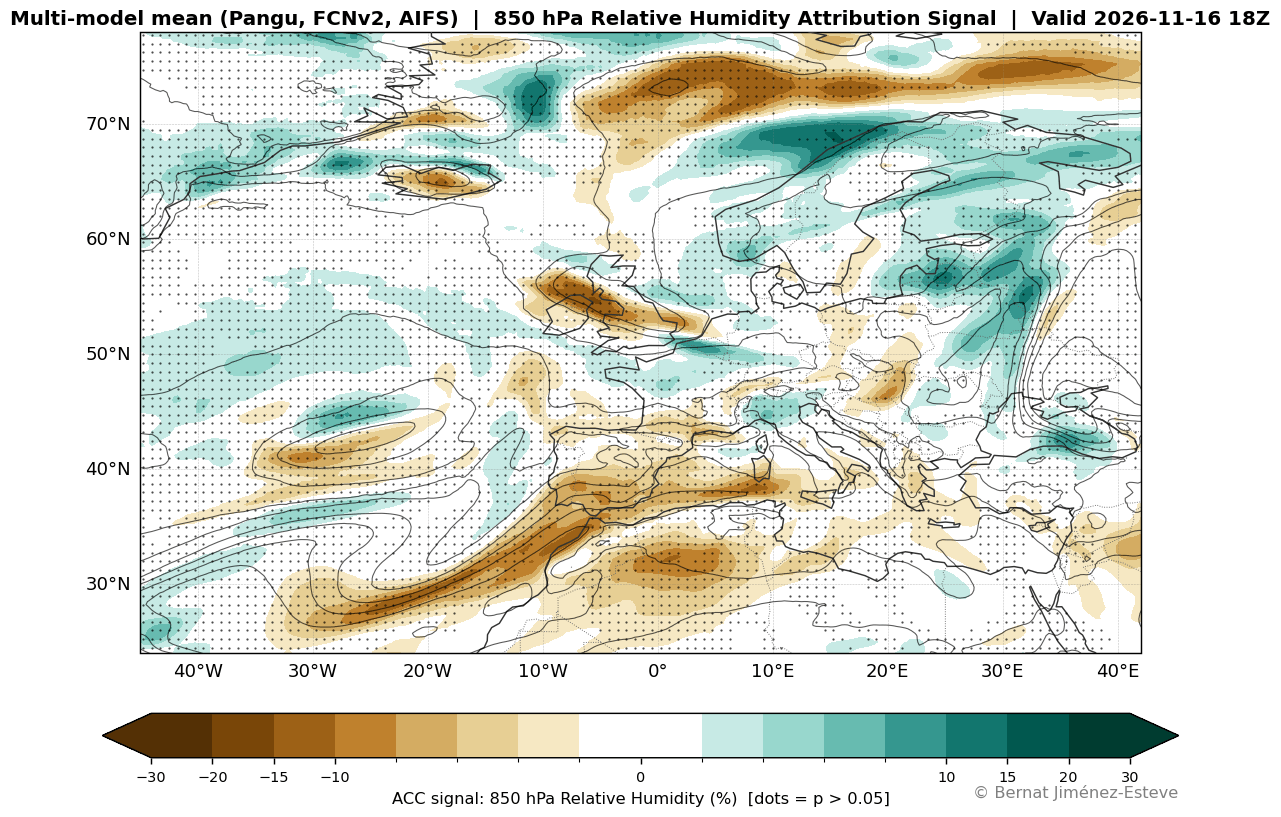 Multi-model mean (Pangu, FCNv2, AIFS) | 850 hPa Relative Humidity Attribution Signal | Valid 2026-11-16 18Z
70°N
60°N
50°N
40°N
30°N
40°W 30°W 20°W 10°W 0° 10°E 20°E 30°E 40°E
−30 −20 −15 −10 0 10 15 20 30
ACC signal: 850 hPa Relative Humidity (%) [dots = p > 0.05]
© Bernat Jiménez-Esteve